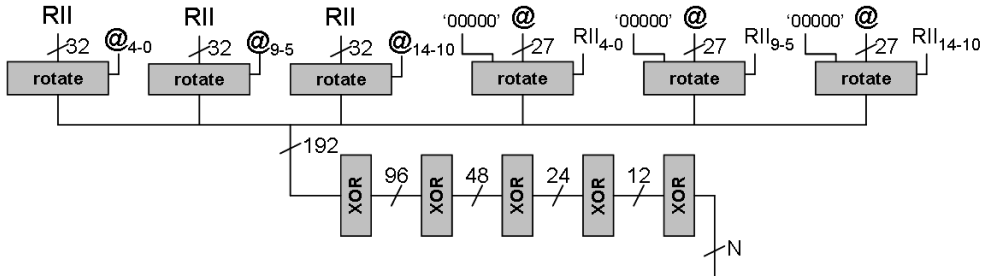 RII RII RII '00000' @ '00000' @ '00000' @
32 @4-0 32 @9-5 32 @14-10 27 RII4-0 27 RII9-5 27 RII14-10
rotate rotate rotate rotate rotate rotate
192
XOR 96 XOR 48 XOR 24 XOR 12 XOR
N